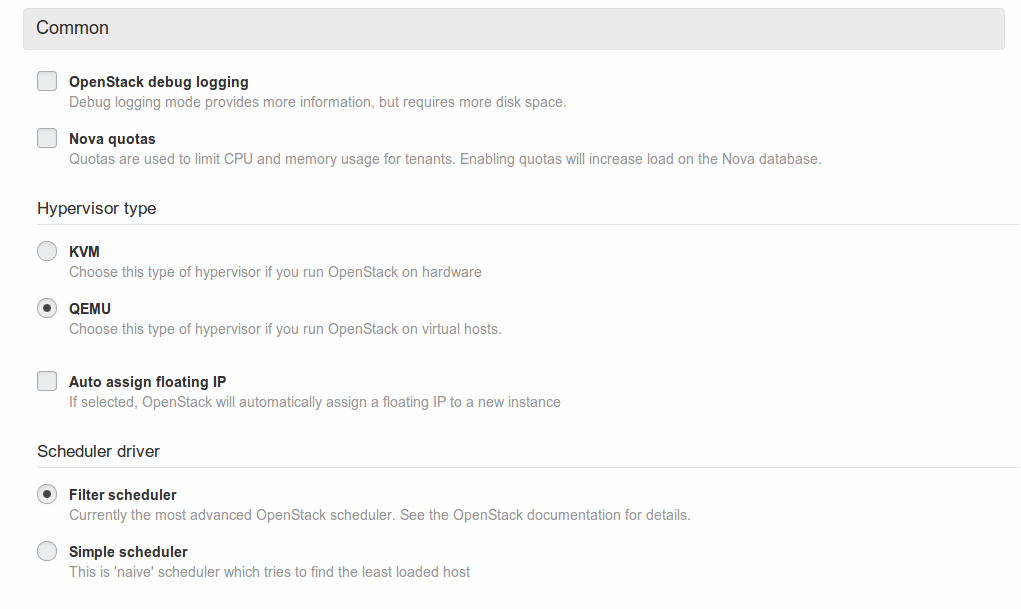 Common
OpenStack debug logging
Debug logging mode provides more information, but requires more disk space.
Nova quotas
Quotas are used to limit CPU and memory usage for tenants. Enabling quotas will increase load on the Nova database.
Hypervisor type
KVM
Choose this type of hypervisor if you run OpenStack on hardware
QEMU
Choose this type of hypervisor if you run OpenStack on virtual hosts.
Auto assign floating IP
If selected, OpenStack will automatically assign a floating IP to a new instance
Scheduler driver
Filter scheduler
Currently the most advanced OpenStack scheduler. See the OpenStack documentation for details.
Simple scheduler
This is 'naive' scheduler which tries to find the least loaded host